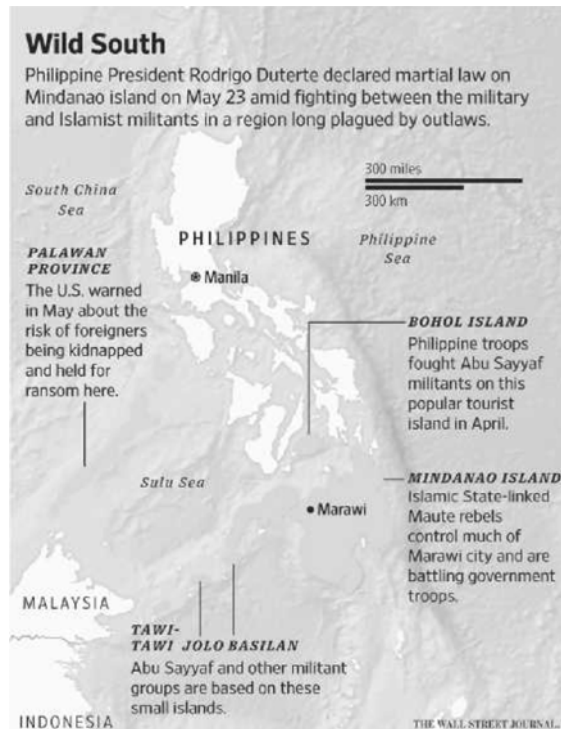 Wild South
Philippine President Rodrigo Duterte declared martial law on
Mindanao island on May 23 amid fighting between the military
and Islamist militants in a region long plagued by outlaws.
300 miles
300 km
South China
Sea
PHILIPPINES
Philippine
Sea
PALAWAN
PROVINCE
The U.S. warned
in May about the
risk of foreigners
being kidnapped
and held for
ransom here.
Manila
BOHOL ISLAND
Philippine troops
fought Abu Sayyaf
militants on this
popular tourist
island in April.
Sulu Sea
Marawi
MINDANAO ISLAND
Islamic State-linked
Maute rebels
control much of
Marawi city and are
battling government
troops.
MALAYSIA
TAWI-
TAWI JOLO BASILAN
Abu Sayyaf and other militant
groups are based on these
small islands.
INDONESIA
THE WALL STREET JOURNAL.